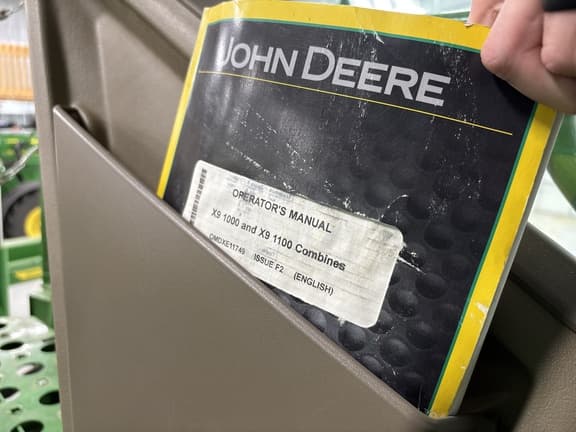 JOHN DEERE
OPERATOR'S MANUAL
X9 1000 and X9 1100 Combines
OMDXE11749 ISSUE F2 (ENGLISH)